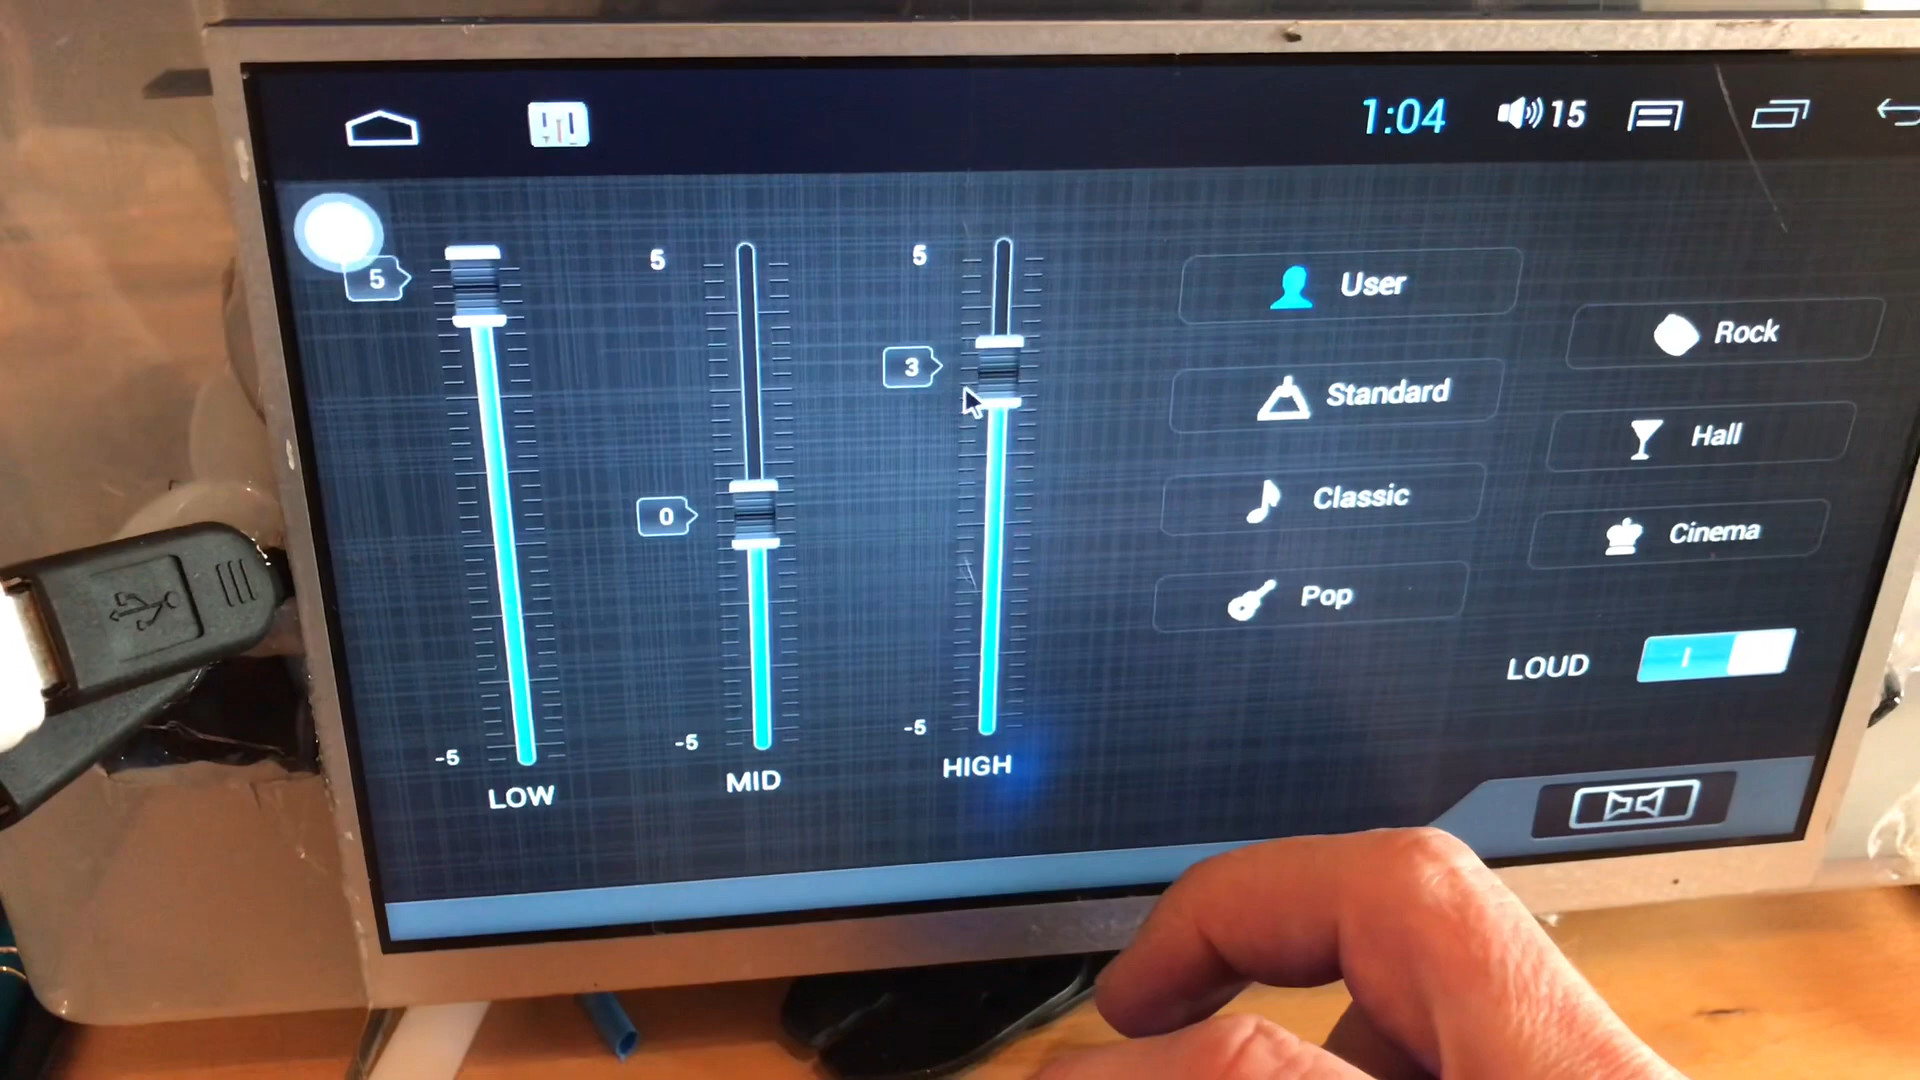 1:04
15
5
5
5
User
Rock
3
Standard
Hall
0
Classic
Cinema
Pop
LOUD
-5
-5
-5
LOW
MID
HIGH